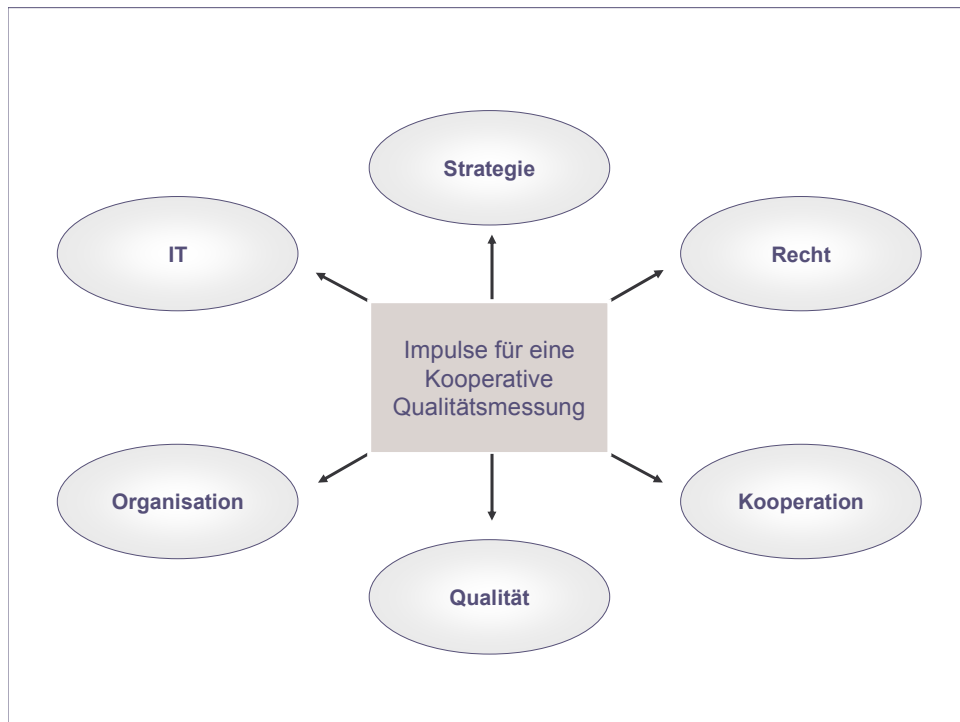 Strategie
IT
Recht
Impulse für eine
Kooperative
Qualitätsmessung
Organisation
Kooperation
Qualität